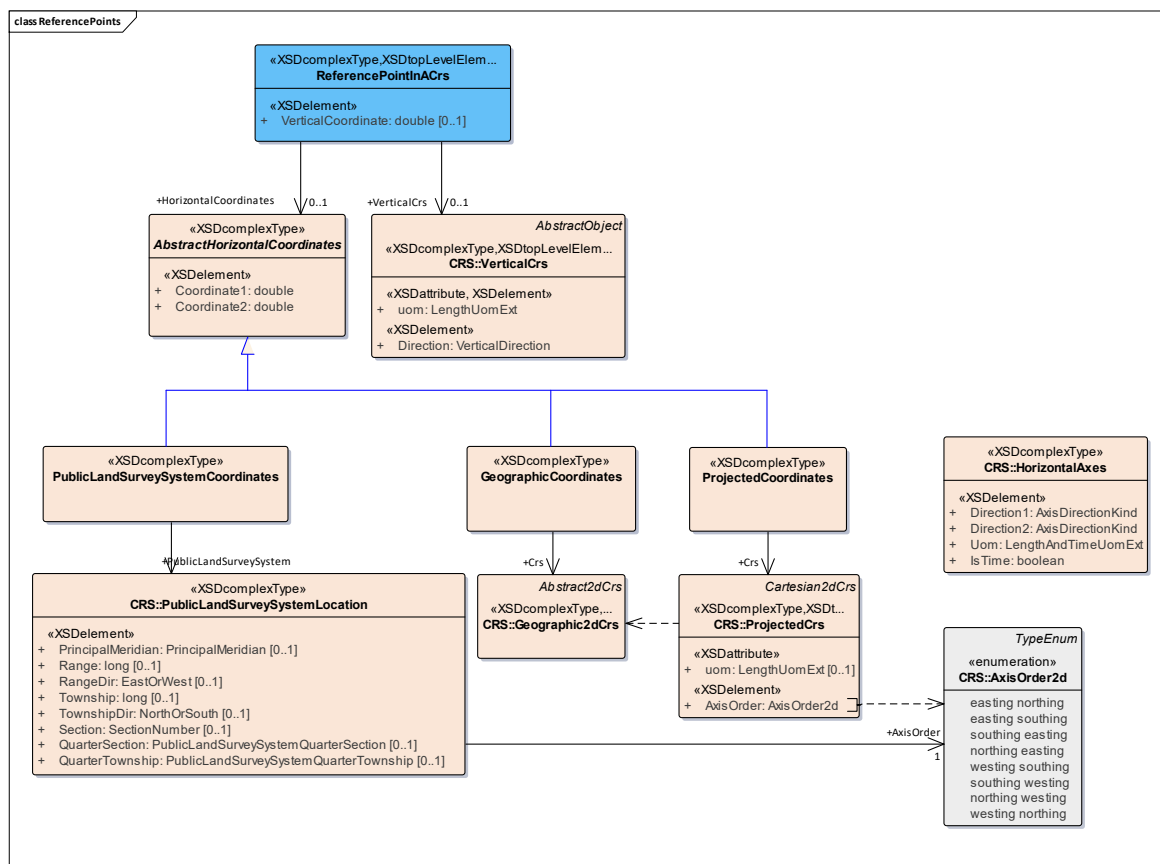 class ReferencePoints
«XSDcomplexType,XSDtopLevelElem...
ReferencePointInACrs
«XSDelement»
+ VerticalCoordinate: double [0..1]
+HorizontalCoordinates
0..1
+VerticalCrs
0..1
«XSDcomplexType»
AbstractHorizontalCoordinates
«XSDelement»
+ Coordinate1: double
+ Coordinate2: double
AbstractObject
«XSDcomplexType,XSDtopLevelElem...
CRS::VerticalCrs
«XSDattribute, XSDelement»
+ uom: LengthUomExt
«XSDelement»
+ Direction: VerticalDirection
«XSDcomplexType»
PublicLandSurveySystemCoordinates
«XSDcomplexType»
GeographicCoordinates
«XSDcomplexType»
ProjectedCoordinates
«XSDcomplexType»
CRS::HorizontalAxes
«XSDElement»
+ Direction1: AxisDirectionKind
+ Direction2: AxisDirectionKind
+ Uom: LengthAndTimeUomExt
+ IsTime: boolean
+PublicLandSurveySystem
+Crs
+Crs
«XSDcomplexType»
CRS::PublicLandSurveySystemLocation
«XSDElement»
+ PrincipalMeridian: PrincipalMeridian [0..1]
+ Range: long [0..1]
+ RangeDir: EastOrWest [0..1]
+ Township: long [0..1]
+ TownshipDir: NorthOrSouth [0..1]
+ Section: SectionNumber [0..1]
+ QuarterSection: PublicLandSurveySystemQuarterSection [0..1]
+ QuarterTownship: PublicLandSurveySystemQuarterTownship [0..1]
Abstract2dCrs
«XSDcomplexType,...
CRS::Geographic2dCrs
Cartesian2dCrs
«XSDcomplexType,XSDt...
CRS::ProjectedCrs
«XSDattribute»
+ uom: LengthUomExt [0..1]
«XSDElement»
+ AxisOrder: AxisOrder2d
+AxisOrder
1
TypeEnum
«enumeration»
CRS::AxisOrder2d
easting northing
easting southing
southing easting
northing easting
westing southing
southing westing
northing westing
westing northing